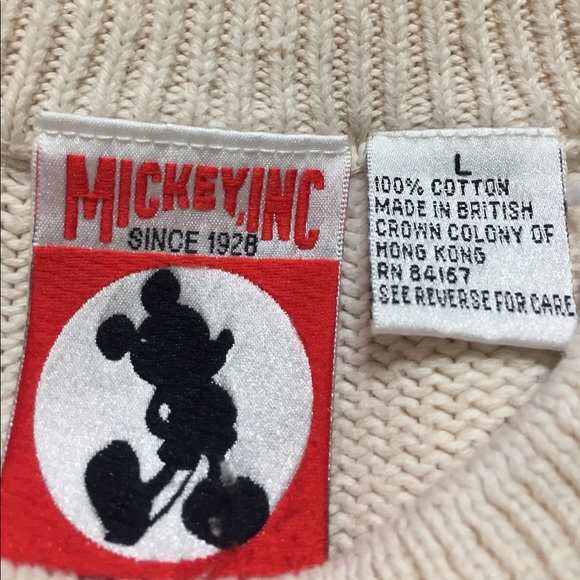 MICKEY, INC
SINCE 1928
L
100% COTTON
MADE IN BRITISH
CROWN COLONY OF
HONG KONG
RN 84167
SEE REVERSE FOR CARE